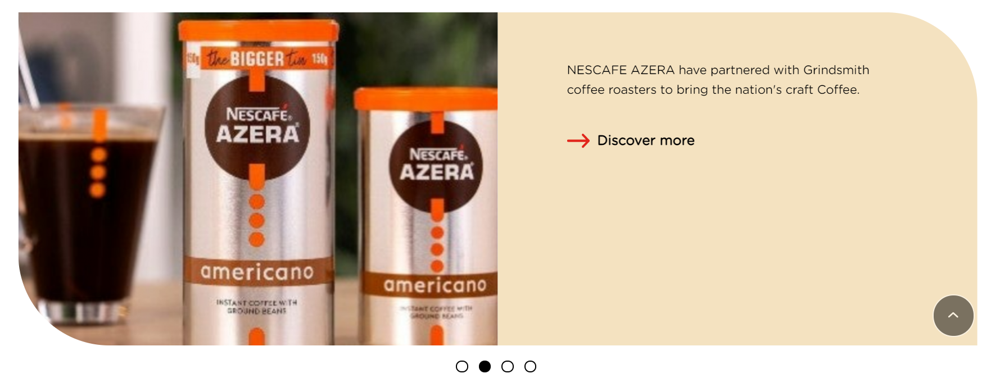 150g the BIGGER tin 150g
NESCAFÉ
AZERA
americano
INSTANT COFFEE WITH
GROUND BEANS
NESCAFÉ
AZERA
americano
INSTANT COFFEE WITH
GROUND BEANS
NESCAFE AZERA have partnered with Grindsmith
coffee roasters to bring the nation's craft Coffee.
Discover more